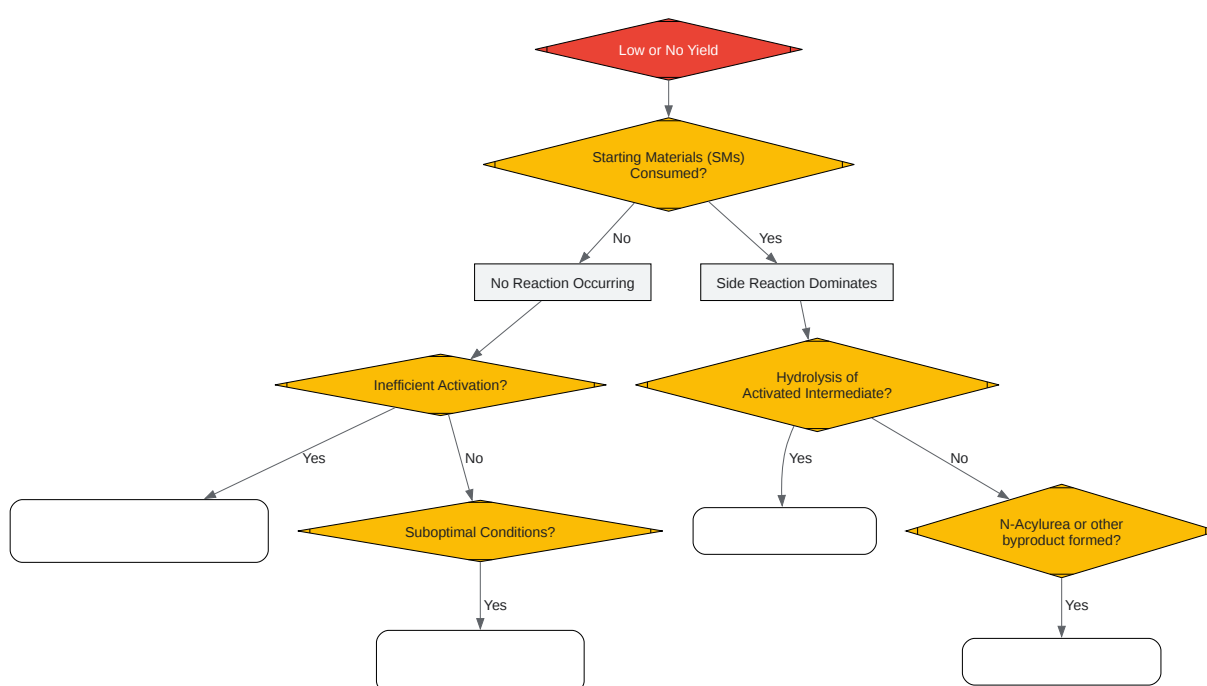 Low or No Yield
Starting Materials (SMs)
Consumed?
No
Yes
No Reaction Occurring
Side Reaction Dominates
Inefficient Activation?
Hydrolysis of
Activated Intermediate?
Yes
No
Yes
No
Suboptimal Conditions?
N-Acylurea or other
byproduct formed?
Yes
Yes